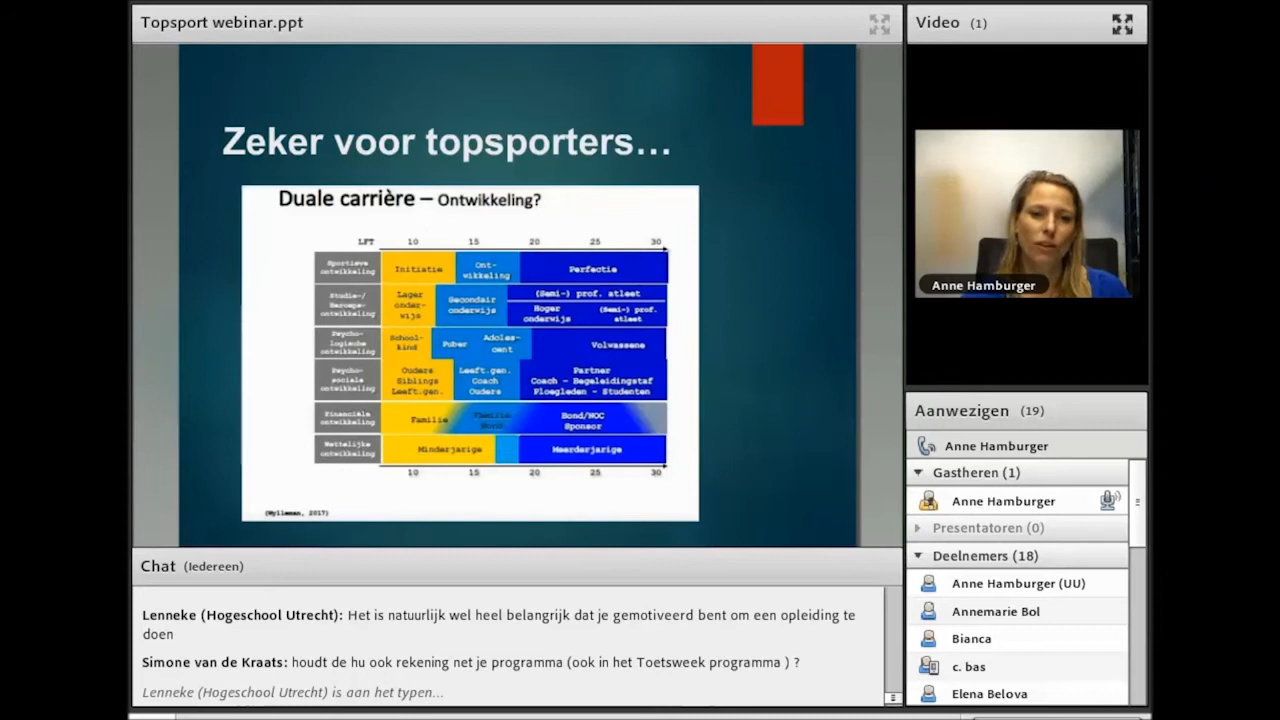 Topsport webinar.ppt
Zeker voor topsporters...
Duale carrière – Ontwikkeling?
LFT 10 15 20 25 30
Sportieve
ontwikkeling
Initiatie
Ont-
wikkeling
Perfectie
Studie-/
Beroeps-
ontwikkeling
Lager
onder-
wijs
Secondair
onderwijs
(Semi-) prof. atleet
Hoger
onderwijs
(Semi-) prof.
atleet
Psycho-
logische
ontwikkeling
School-
kind
Puber
Adoles-
cent
Volwassene
Psycho-
sociale
ontwikkeling
Ouders
Siblings
Leeft.gen.
Leeft.gen.
Coach
Ouders
Partner
Coach – Begeleidingstaf
Ploegleden – Studenten
Financiële
ontwikkeling
Familie
Familie
Bond
Bond/NOC
Sponsor
Wettelijke
ontwikkeling
Minderjarige
Meerderjarige
10 15 20 25 30
(Wylleman, 2017)
Chat (Iedereen)
Lenneke (Hogeschool Utrecht): Het is natuurlijk wel heel belangrijk dat je gemotiveerd bent om een opleiding te
doen
Simone van de Kraats: houdt de hu ook rekening net je programma (ook in het Toetsweek programma ) ?
Lenneke (Hogeschool Utrecht) is aan het typen...
Video (1)
Anne Hamburger
Aanwezigen (19)
Anne Hamburger
Gastheren (1)
Anne Hamburger
Presentatoren (0)
Deelnemers (18)
Anne Hamburger (UU)
Annemarie Bol
Bianca
c. bas
Elena Belova